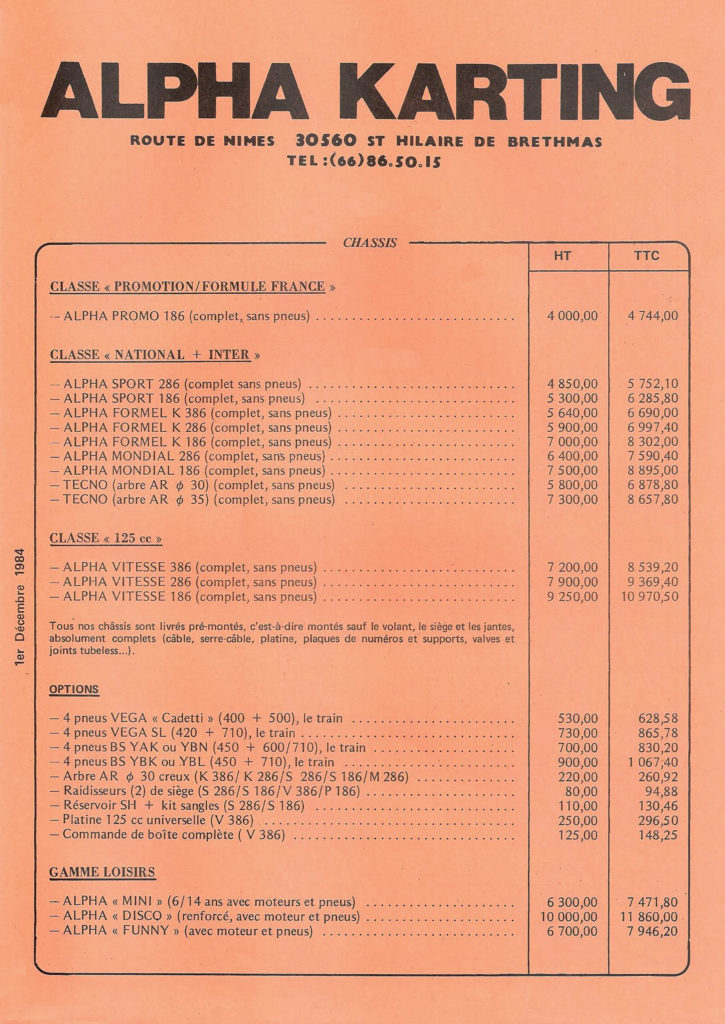 ALPHA KARTING
ROUTE DE NIMES 30560 ST HILAIRE DE BRETHMAS
TEL:(66)86.50.15
CHASSIS
HT TTC
CLASSE « PROMOTION/FORMULE FRANCE »
— ALPHA PROMO 186 (complet, sans pneus) . . . . . . . . . . 4 000,00 4 744,00
CLASSE « NATIONAL + INTER »
— ALPHA SPORT 286 (complet sans pneus) . . . . . . . . . . 4 850,00 5 752,10
— ALPHA SPORT 186 (complet, sans pneus) . . . . . . . . . . 5 300,00 6 285,80
— ALPHA FORMEL K 386 (complet, sans pneus) . . . . . . . . . . 5 640,00 6 690,00
— ALPHA FORMEL K 286 (complet, sans pneus) . . . . . . . . . . 5 900,00 6 997,40
— ALPHA FORMEL K 186 (complet, sans pneus) . . . . . . . . . . 7 000,00 8 302,00
— ALPHA MONDIAL 286 (complet, sans pneus) . . . . . . . . . . 6 400,00 7 590,40
— ALPHA MONDIAL 186 (complet, sans pneus) . . . . . . . . . . 7 500,00 8 895,00
— TECNO (arbre AR ϕ 30) (complet, sans pneus) . . . . . . . . . . 5 800,00 6 878,80
— TECNO (arbre AR ϕ 35) (complet, sans pneus) . . . . . . . . . . 7 300,00 8 657,80
CLASSE « 125 cc »
— ALPHA VITESSE 386 (complet, sans pneus) . . . . . . . . . . 7 200,00 8 539,20
— ALPHA VITESSE 286 (complet, sans pneus) . . . . . . . . . . 7 900,00 9 369,40
— ALPHA VITESSE 186 (complet, sans pneus) . . . . . . . . . . 9 250,00 10 970,50
Tous nos châssis sont livrés pré-montés, c'est-à-dire montés sauf le volant, le siège et les jantes,
absolument complets (câble, serre-câble, platine, plaques de numéros et supports, valves et
joints tubeless...).
1er Décembre 1984
OPTIONS
— 4 pneus VEGA « Cadetti » (400 + 500), le train . . . . . . . . . . 530,00 628,58
— 4 pneus VEGA SL (420 + 710), le train . . . . . . . . . . 730,00 865,78
— 4 pneus BS YAK ou YBN (450 + 600/710), le train . . . . . . . . . . 700,00 830,20
— 4 pneus BS YBK ou YBL (450 + 710), le train . . . . . . . . . . 900,00 1 067,40
— Arbre AR ϕ 30 creux (K 386/ K 286/S 286/S 186/M 286) . . . . . . . . . . 220,00 260,92
— Raidisseurs (2) de siège (S 286/S 186/V 386/P 186) . . . . . . . . . . 80,00 94,88
— Réservoir SH + kit sangles (S 286/S 186) . . . . . . . . . . 110,00 130,46
— Platine 125 cc universelle (V 386) . . . . . . . . . . 250,00 296,50
— Commande de boîte complète ( V 386) . . . . . . . . . . 125,00 148,25
GAMME LOISIRS
— ALPHA « MINI » (6/14 ans avec moteurs et pneus) . . . . . . . . . . 6 300,00 7 471,80
— ALPHA « DISCO » (renforcé, avec moteur et pneus) . . . . . . . . . . 10 000,00 11 860,00
— ALPHA « FUNNY » (avec moteur et pneus) . . . . . . . . . . 6 700,00 7 946,20